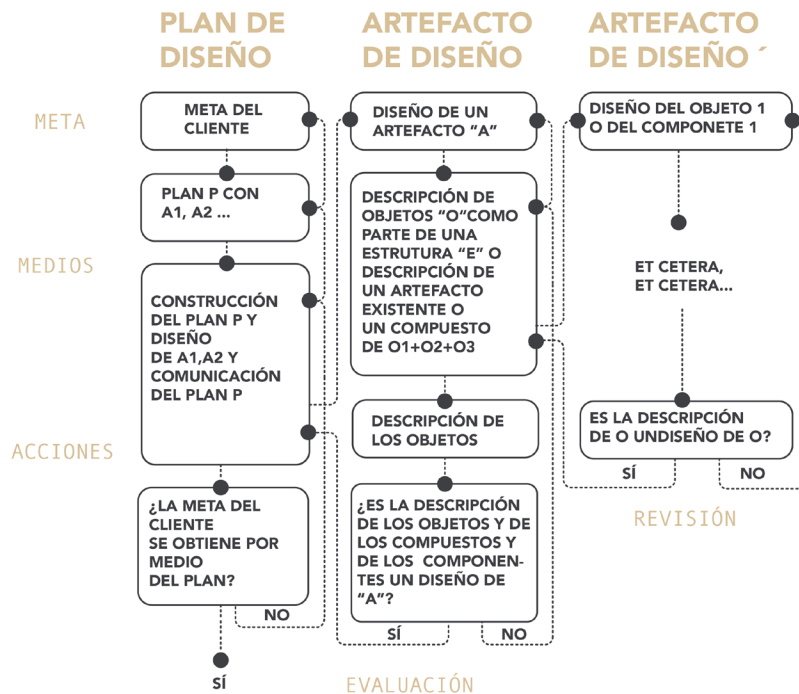 PLAN DE
DISEÑO
ARTEFACTO
DE DISEÑO
ARTEFACTO
DE DISEÑO ´
META
META DEL
CLIENTE
DISEÑO DE UN
ARTEFACTO “A”
DISEÑO DEL OBJETO 1
O DEL COMPONETE 1
MEDIOS
PLAN P CON
A1, A2 ...
DESCRIPCIÓN DE
OBJETOS “O“COMO
PARTE DE UNA
ESTRUTURA “E” O
DESCRIPCIÓN DE
UN ARTEFACTO
EXISTENTE O
UN COMPUESTO
DE O1+O2+O3
ET CETERA,
ET CETERA...
ACCIONES
CONSTRUCCIÓN
DEL PLAN P Y
DISEÑO
DE A1,A2 Y
COMUNICACIÓN
DEL PLAN P
DESCRIPCIÓN DE
LOS OBJETOS
ES LA DESCRIPCIÓN
DE O UNDISEÑO DE O?
SÍ
NO
REVISIÓN
¿LA META DEL
CLIENTE
SE OBTIENE POR
MEDIO
DEL PLAN?
NO
SÍ
¿ES LA DESCRIPCIÓN
DE LOS OBJETOS Y DE
LOS COMPUESTOS Y
DE LOS COMPONEN-
TES UN DISEÑO DE
“A”?
SÍ
NO
EVALUACIÓN